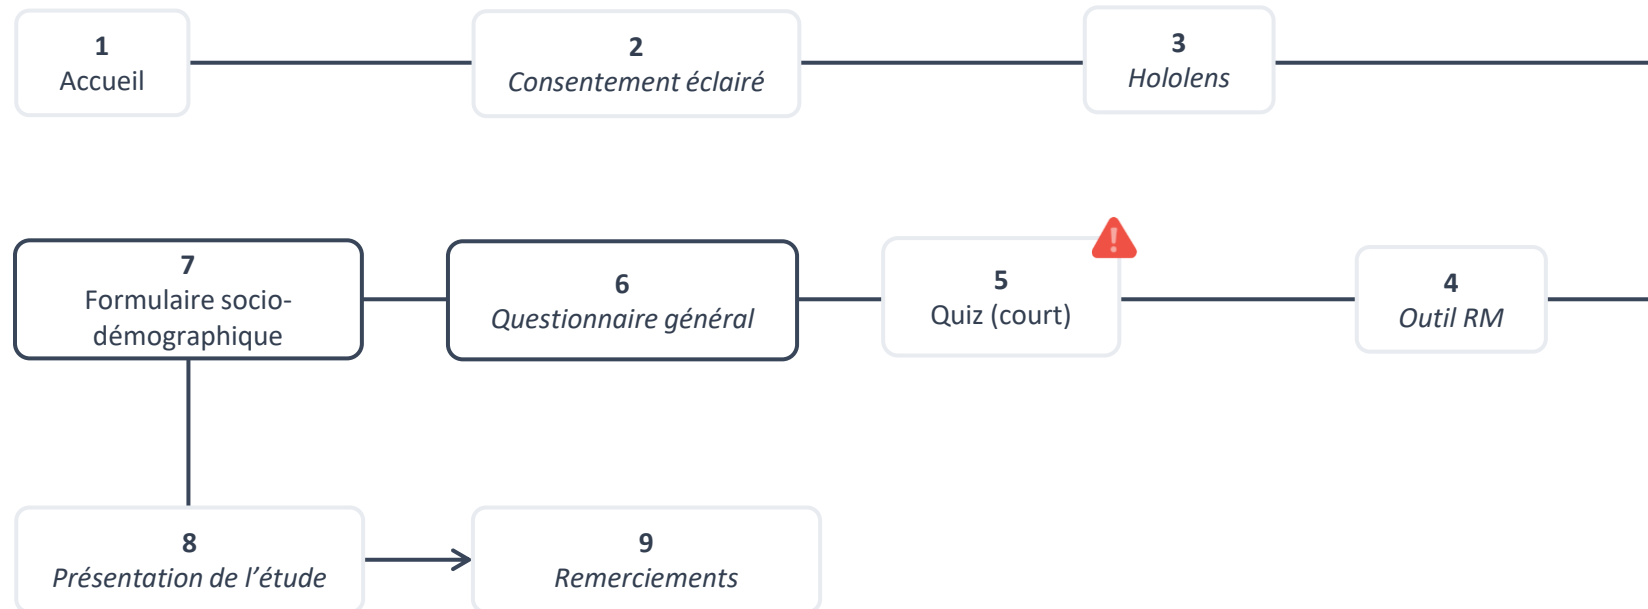 1
Accueil
2
Consentement éclairé
3
Hololens
7
Formulaire socio-
démographique
6
Questionnaire général
5
Quiz (court)
!
4
Outil RM
8
Présentation de l’étude
9
Remerciements